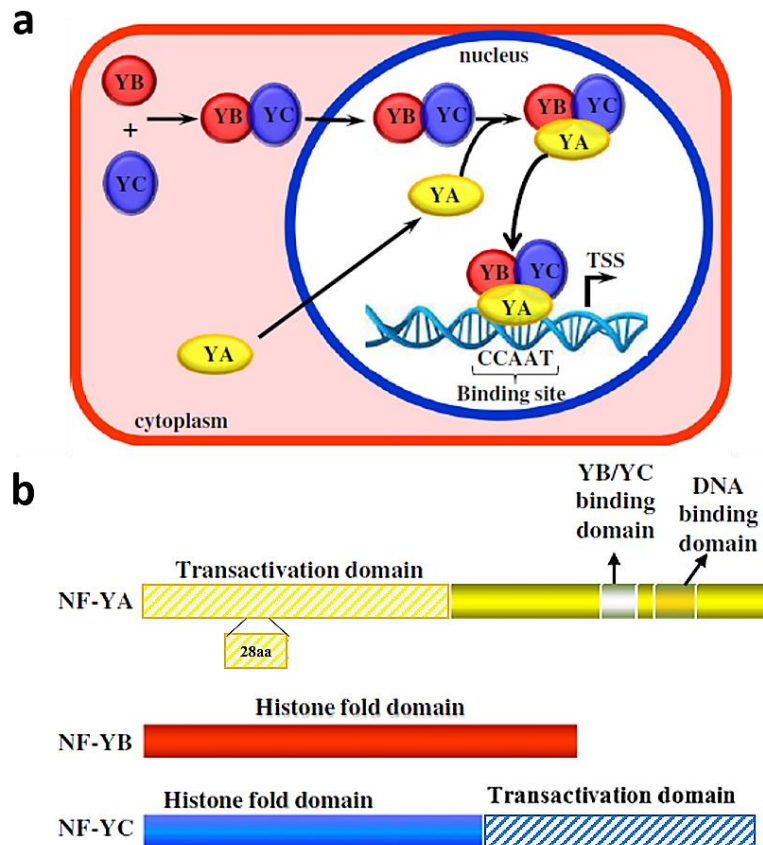 a
nucleus
YB
+
YC
YB YC
YB YC
YB YC
YA
YA
YA
YB YC
YA
TSS
CCAAT
Binding site
cytoplasm
b
YB/YC
binding
domain
DNA
binding
domain
Transactivation domain
NF-YA
28aa
Histone fold domain
NF-YB
Histone fold domain
Transactivation domain
NF-YC